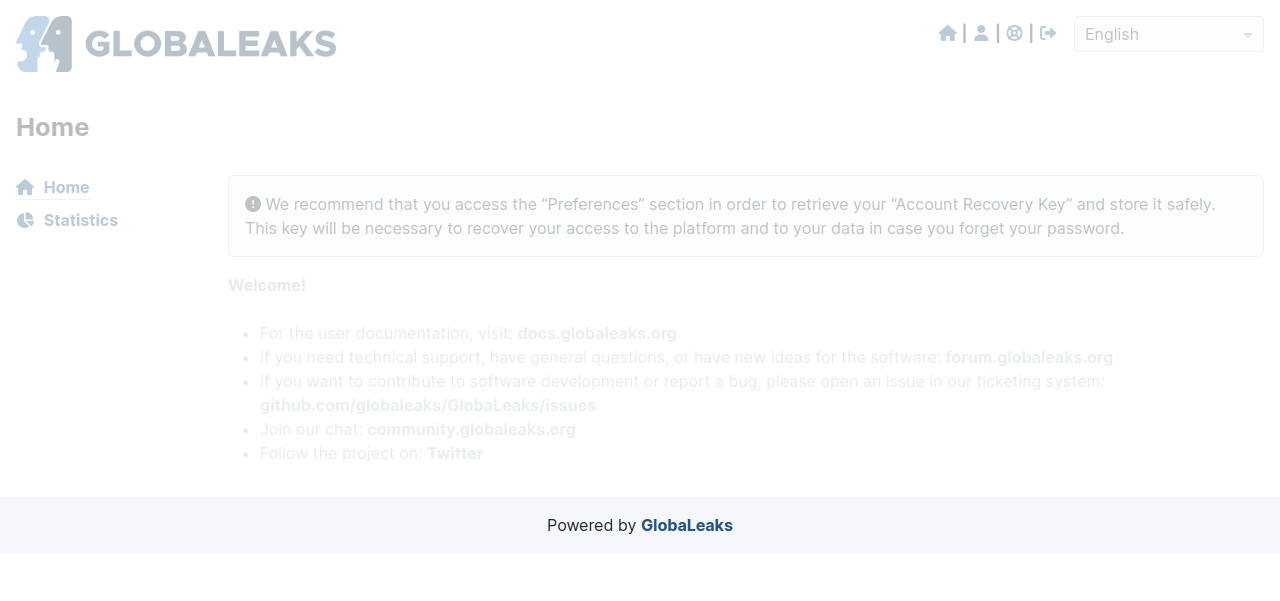 GLOBALEAKS
| | |
English
Home
Home
Statistics
We recommend that you access the “Preferences” section in order to retrieve your “Account Recovery Key” and store it safely.
This key will be necessary to recover your access to the platform and to your data in case you forget your password.
Welcome!
• For the user documentation, visit: docs.globaleaks.org
• If you need technical support, have general questions, or have new ideas for the software: forum.globaleaks.org
• If you want to contribute to software development or report a bug, please open an issue in our ticketing system:
github.com/globaleaks/GlobaLeaks/issues
• Join our chat: community.globaleaks.org
• Follow the project on: Twitter
Powered by GlobaLeaks